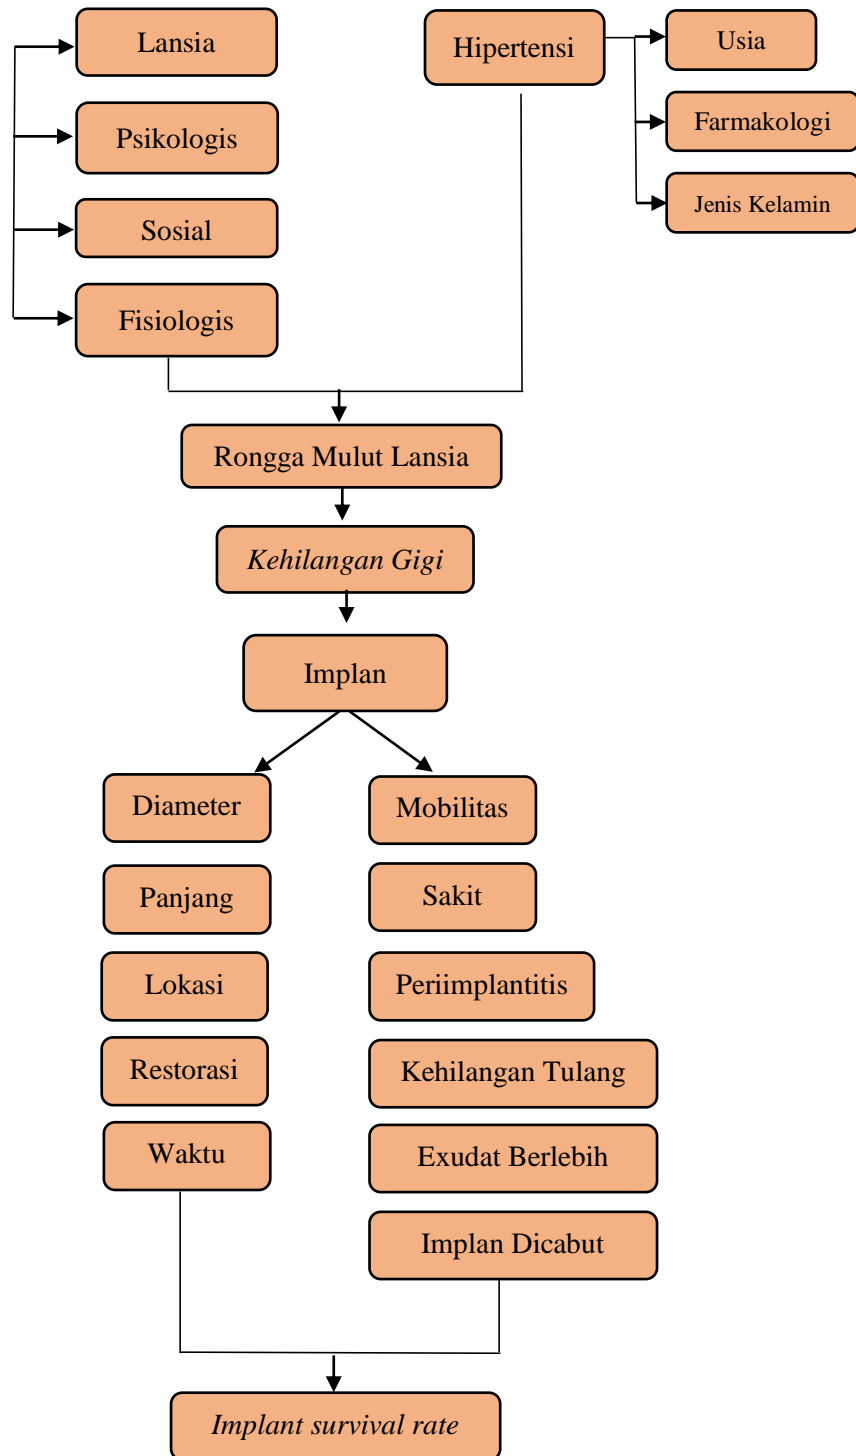 Lansia
Psikologis
Sosial
Fisiologis
Hipertensi
Usia
Farmakologi
Jenis Kelamin
Rongga Mulut Lansia
Kehilangan Gigi
Implan
Diameter
Panjang
Lokasi
Restorasi
Waktu
Mobilitas
Sakit
Periimplantitis
Kehilangan Tulang
Exudat Berlebih
Implan Dicabut
Implant survival rate